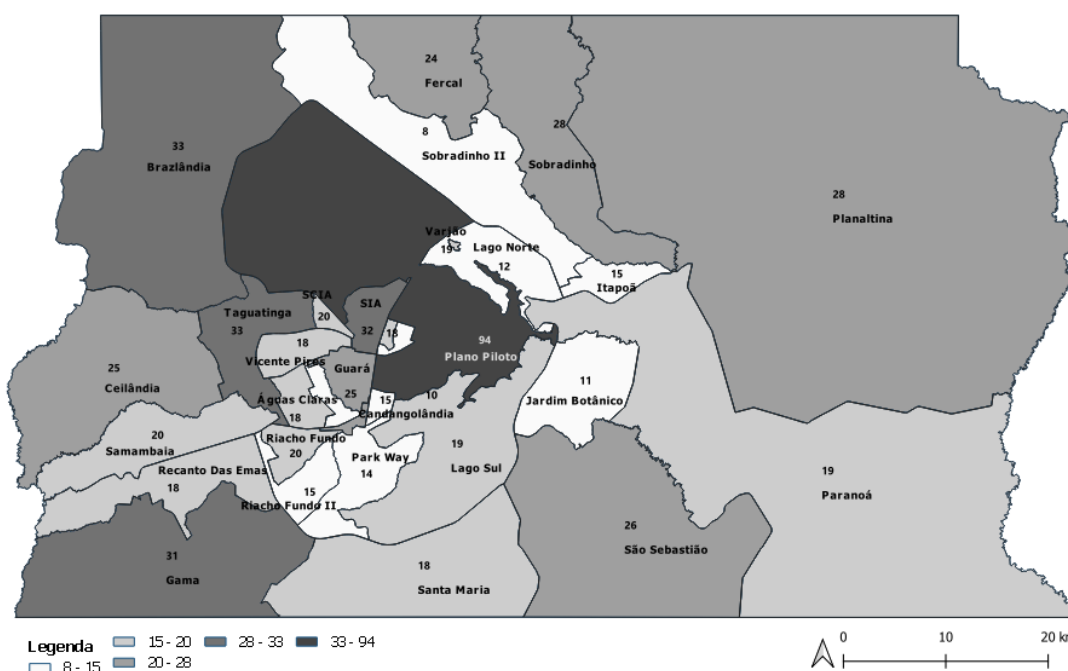 24
Fercal
8
Sobradinho II
28
Sobradinho
33
Brazlândia
28
Planaltina
Varjão
19
Lago Norte
12
15
Itapoã
SCIA
20
SIA
32
Taguatinga
33
18
18
Vicente Pires
94
Plano Piloto
Guará
25
25
Ceilândia
11
Jardim Botânico
Águas Claras
18
15
10
Candangolândia
20
Samambaia
Riacho Fundo
20
Park Way
14
19
Lago Sul
Recanto Das Emas
18
15
Riacho Fundo II
19
Paranoá
26
São Sebastião
31
Gama
18
Santa Maria
Legenda
8 - 15
15 - 20
20 - 28
28 - 33
33 - 94
0 10 20 km